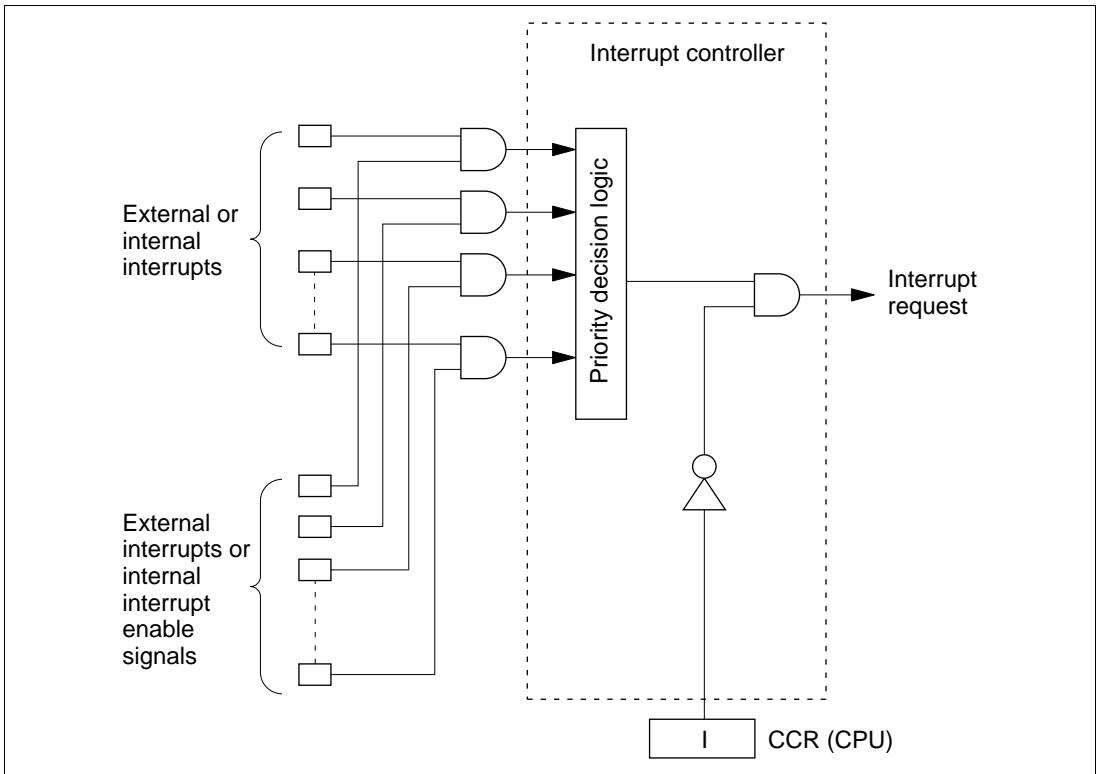 Interrupt controller
External or
internal
interrupts
Priority decision logic
Interrupt
request
External
interrupts or
internal
interrupt
enable
signals
I
CCR (CPU)